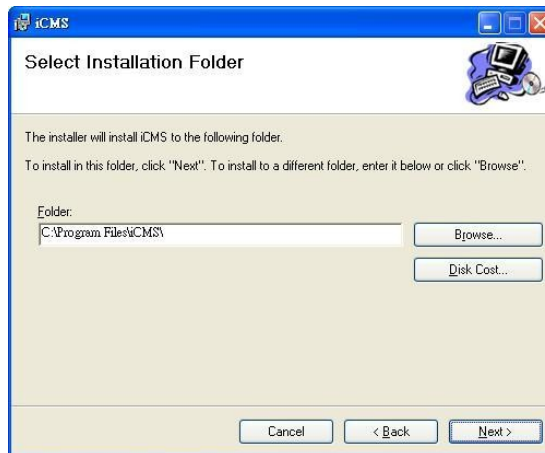 iCMS
Select Installation Folder
The installer will install iCMS to the following folder.
To install in this folder, click "Next". To install to a different folder, enter it below or click "Browse".
Folder:
C:\Program Files\iCMS\
Browse...
Disk Cost...
Cancel
< Back
Next >